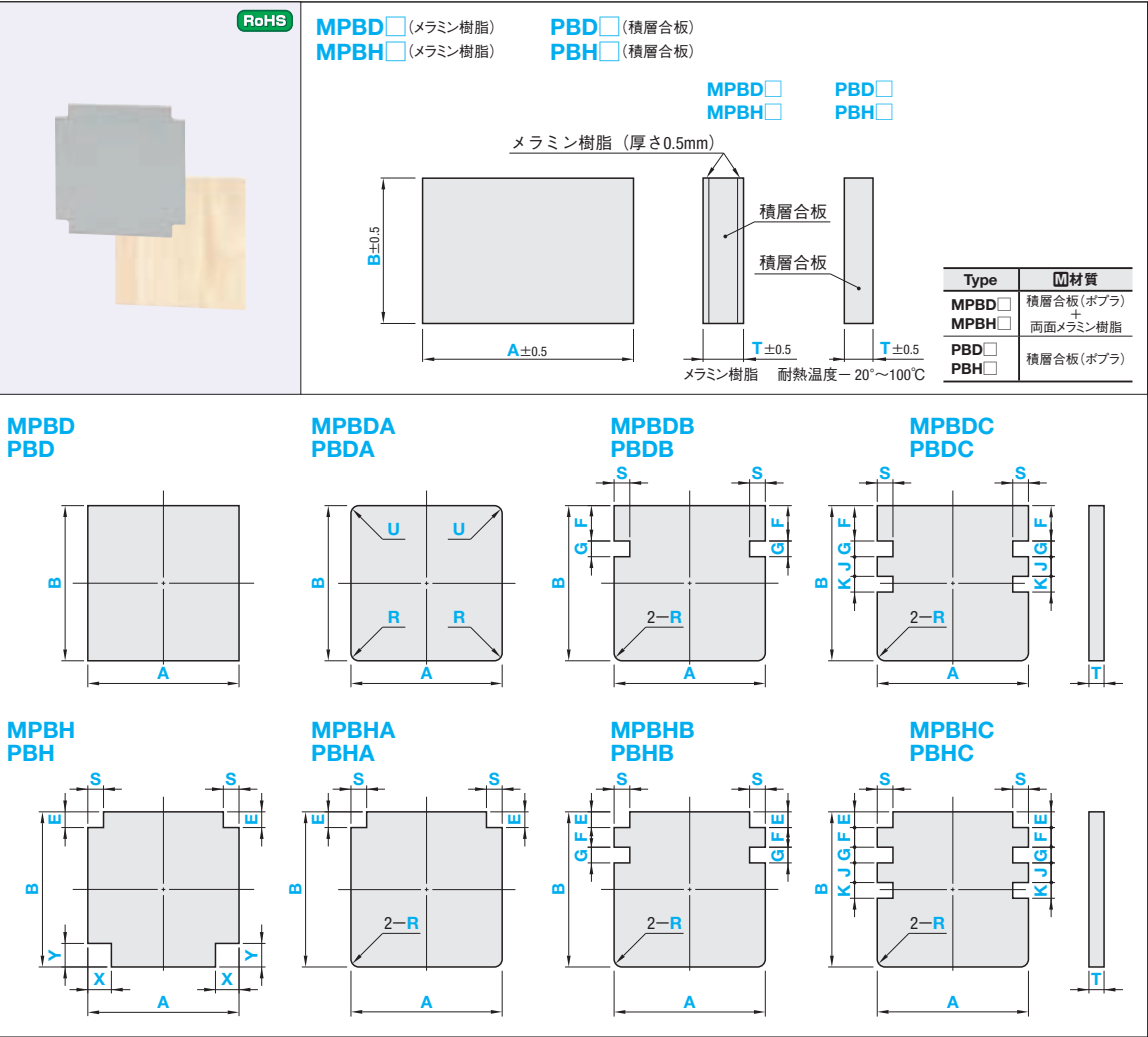 RoHS
MPBD□(メラミン樹脂) PBD□(積層合板)
MPBH□(メラミン樹脂) PBH□(積層合板)
MPBD□ PBD□
MPBH□ PBH□
メラミン樹脂（厚さ0.5mm）
積層合板
積層合板
B±0.5
A±0.5
T±0.5 T±0.5
メラミン樹脂 耐熱温度－20°～100℃
Type M材質
MPBD□
MPBH□
積層合板(ポプラ)
+
両面メラミン樹脂
PBD□
PBH□
積層合板(ポプラ)
MPBD
PBD
B
A
MPBDA
PBDA
U U
B
R R
A
MPBDB
PBDB
S S
F F
G G
B
2－R
A
MPBDC
PBDC
S S
F F
G G
J J
K K
B
2－R
A
T
MPBH
PBH
S S
E E
B
Y Y
X X
A
MPBHA
PBHA
S S
E E
B
2－R
A
MPBHB
PBHB
S S
E E
F F
G G
B
2－R
A
MPBHC
PBHC
S S
E E
F F
G G
J J
K K
B
2－R
A
T